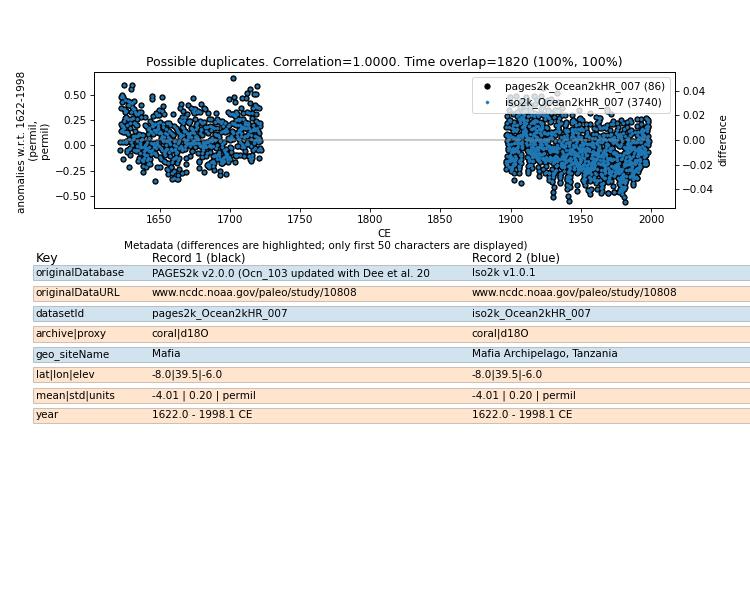 Possible duplicates. Correlation=1.0000. Time overlap=1820 (100%, 100%)
anomalies w.r.t. 1622-1998
(permil,
permil)
0.50
0.25
0.00
−0.25
−0.50
pages2k_Ocean2kHR_007 (86)
iso2k_Ocean2kHR_007 (3740)
0.04
0.02
0.00
−0.02
−0.04
difference
1650 1700 1750 1800 1850 1900 1950 2000
CE
Metadata (differences are highlighted; only first 50 characters are displayed)
Key Record 1 (black) Record 2 (blue)
originalDatabase PAGES2k v2.0.0 (Ocn_103 updated with Dee et al. 20 Iso2k v1.0.1
originalDataURL www.ncdc.noaa.gov/paleo/study/10808 www.ncdc.noaa.gov/paleo/study/10808
datasetId pages2k_Ocean2kHR_007 iso2k_Ocean2kHR_007
archive|proxy coral|d18O coral|d18O
geo_siteName Mafia Mafia Archipelago, Tanzania
lat|lon|elev -8.0|39.5|-6.0 -8.0|39.5|-6.0
mean|std|units -4.01 | 0.20 | permil -4.01 | 0.20 | permil
year 1622.0 - 1998.1 CE 1622.0 - 1998.1 CE